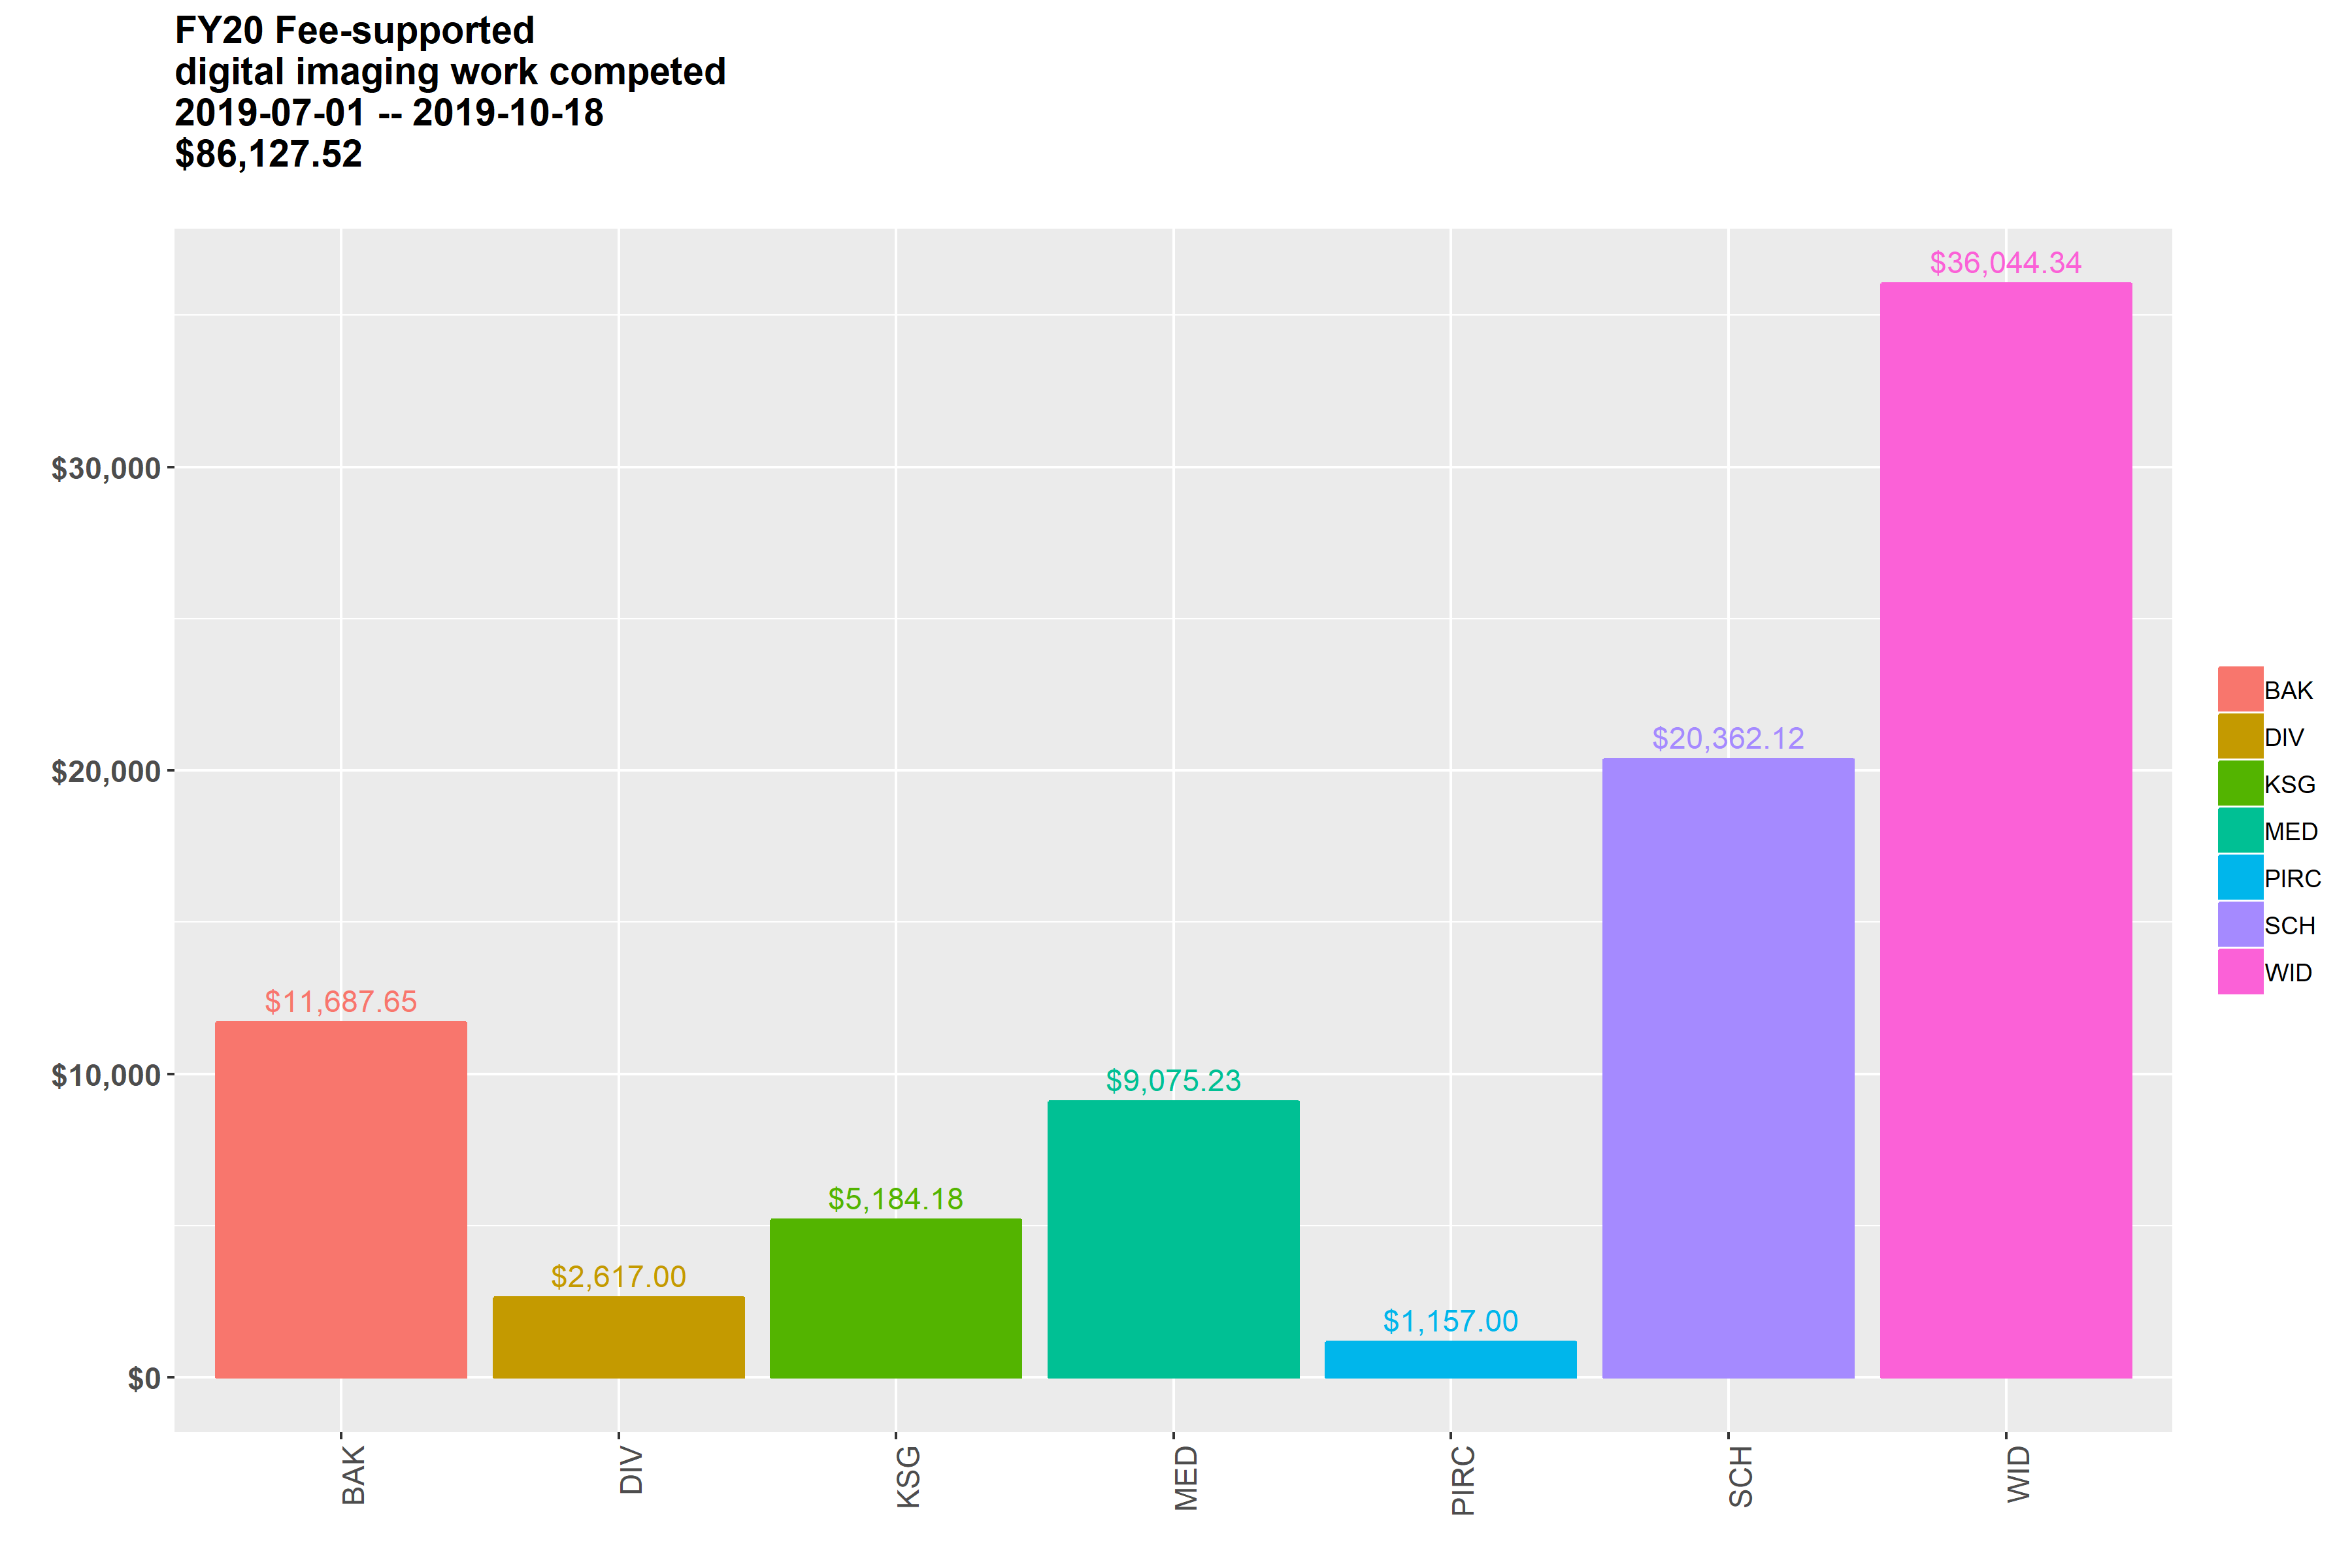 FY20 Fee-supported
digital imaging work competed
2019-07-01 -- 2019-10-18
$86,127.52
$36,044.34
$30,000
$20,362.12
$20,000
$11,687.65
$10,000
$9,075.23
$5,184.18
$2,617.00
$1,157.00
$0
BAK
DIV
KSG
MED
PIRC
SCH
WID
BAK
DIV
KSG
MED
PIRC
SCH
WID